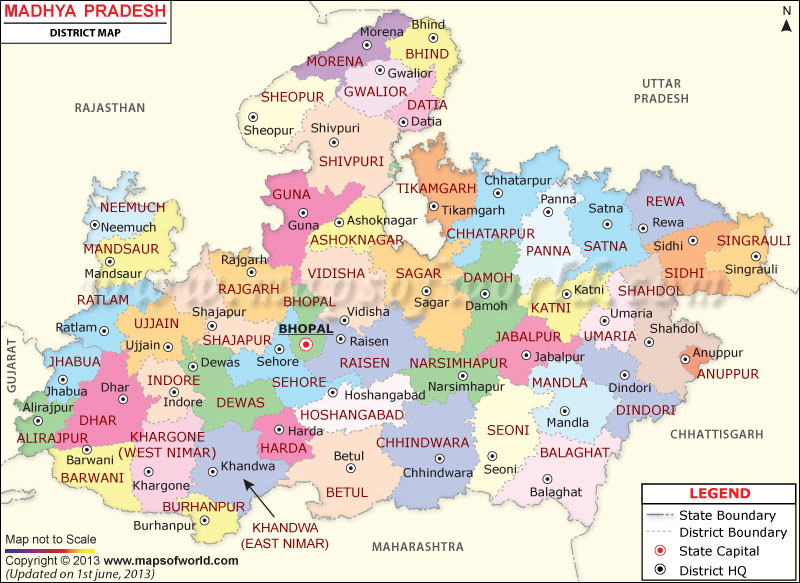 MADHYA PRADESH
DISTRICT MAP
N
RAJASTHAN
UTTAR
PRADESH
GUJARAT
CHHATTISGARH
MAHARASHTRA
Morena
MORENA
Bhind
BHIND
Gwalior
GWALIOR
SHEOPUR
Sheopur
DATIA
Datia
Shivpuri
SHIVPURI
NEEMUCH
Neemuch
MANDSAUR
Mandsaur
GUNA
Guna
Ashoknagar
ASHOKNAGAR
TIKAMGARH
Tikamgarh
Chhatarpur
CHHATARPUR
Panna
PANNA
Satna
SATNA
REWA
Rewa
Sidhi
SIDHI
SINGRAULI
Singrauli
RATLAM
Ratlam
Rajgarh
RAJGARH
VIDISHA
Vidisha
SAGAR
Sagar
DAMOH
Damoh
Katni
KATNI
SHAHDOL
Shahdol
Umaria
UMARIA
UJJAIN
Ujjain
Shajapur
SHAJAPUR
BHOPAL
BHOPAL
Raisen
RAISEN
Sehore
SEHORE
NARSIMHAPUR
Narsimhapur
JABALPUR
Jabalpur
Anuppur
ANUPPUR
JHABUA
Jhabua
Dewas
DEWAS
INDORE
Indore
Dhar
DHAR
Alirajpur
ALIRAJPUR
Hoshangabad
HOSHANGABAD
Harda
HARDA
MANDLA
Mandla
Dindori
DINDORI
KHARGONE
(WEST NIMAR)
Khargone
Barwani
BARWANI
Khandwa
KHANDWA
(EAST NIMAR)
BURHANPUR
Burhanpur
Betul
BETUL
CHHINDWARA
Chhindwara
SEONI
Seoni
BALAGHAT
Balaghat
www.mapsofworld.com
LEGEND
State Boundary
District Boundary
State Capital
District HQ
Map not to Scale
Copyright © 2013 www.mapsofworld.com
(Updated on 1st june, 2013)